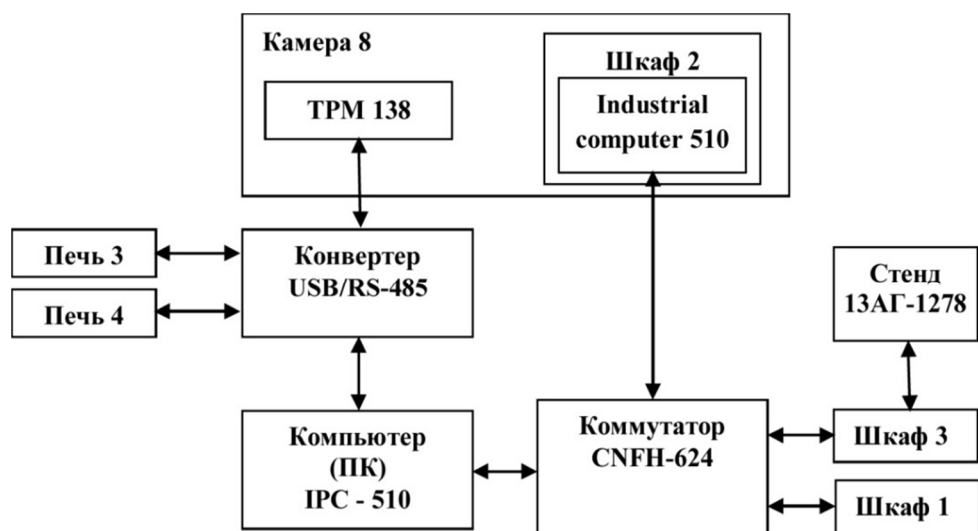 Камера 8
Шкаф 2
ТРМ 138
Industrial
computer 510
Печь 3
Конвертер
USB/RS-485
Стенд
13АГ-1278
Печь 4
Компьютер
(ПК)
IPC - 510
Коммутатор
CNFH-624
Шкаф 3
Шкаф 1